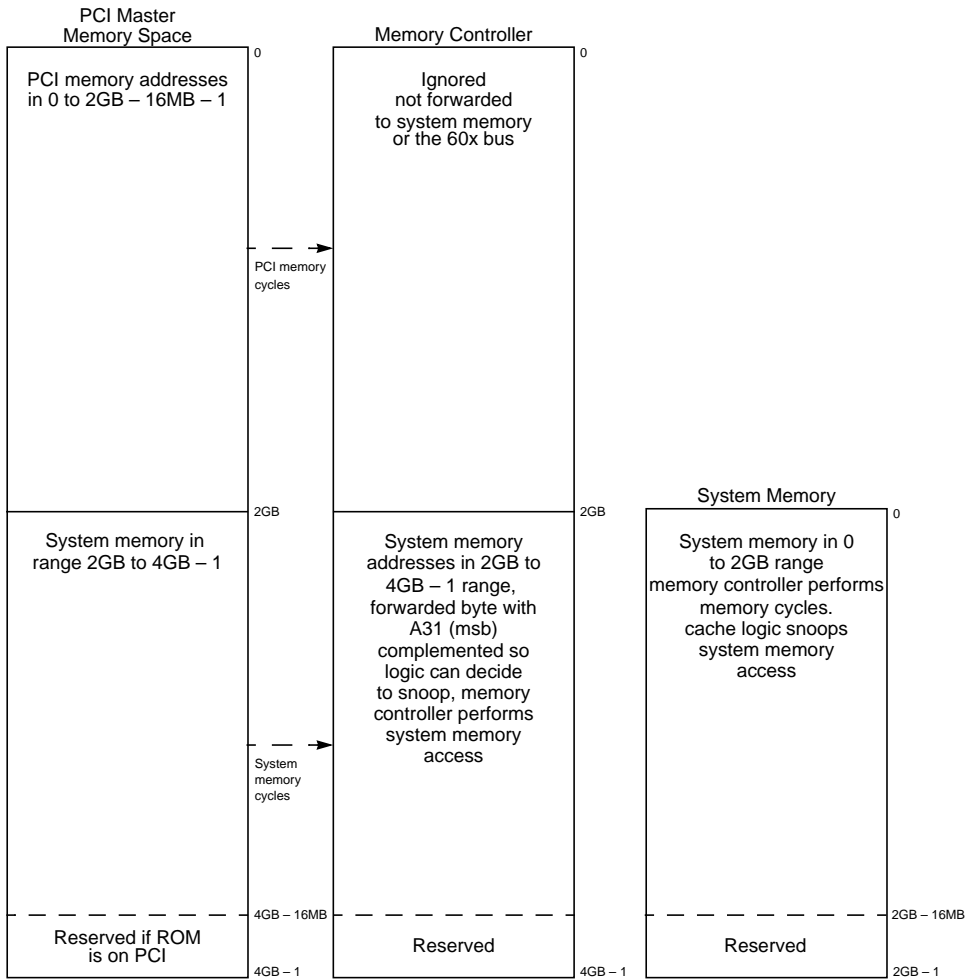 PCI Master
Memory Space
0
PCI memory addresses
in 0 to 2GB – 16MB – 1
PCI memory
cycles
2GB
System memory in
range 2GB to 4GB – 1
System
memory
cycles
4GB – 16MB
Reserved if ROM
is on PCI
4GB – 1
Memory Controller
0
Ignored
not forwarded
to system memory
or the 60x bus
2GB
System memory
addresses in 2GB to
4GB – 1 range,
forwarded byte with
A31 (msb)
complemented so
logic can decide
to snoop, memory
controller performs
system memory
access
Reserved
4GB – 1
System Memory
0
System memory in 0
to 2GB range
memory controller performs
memory cycles.
cache logic snoops
system memory
access
2GB – 16MB
Reserved
2GB – 1